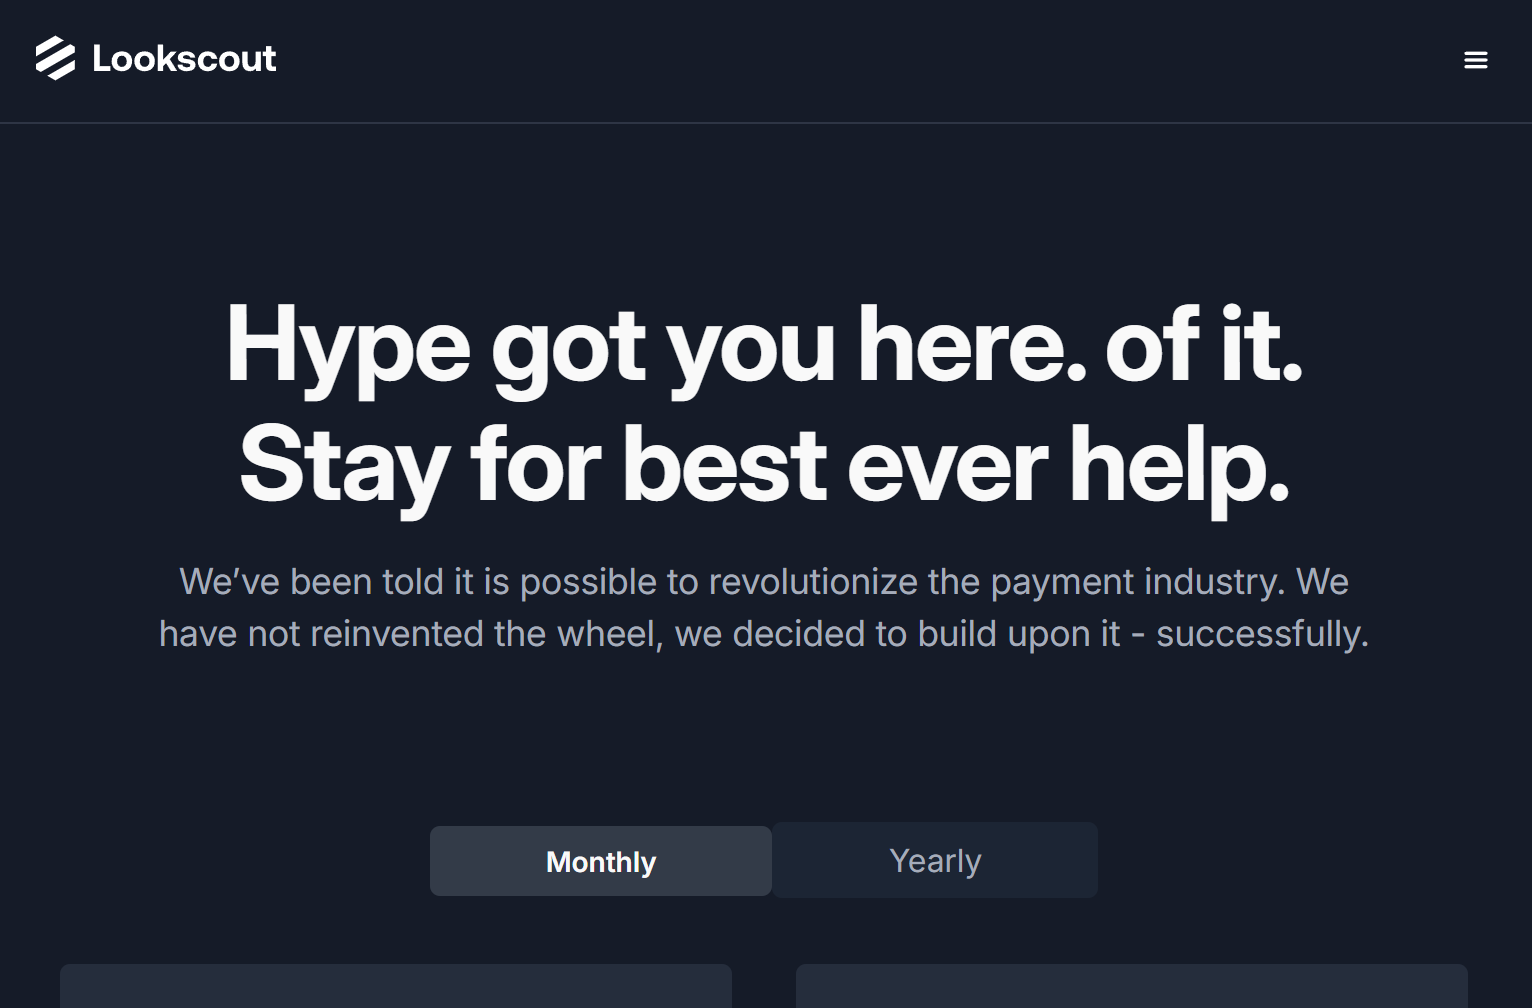 Lookscout
Hype got you here. of it.
Stay for best ever help.
We’ve been told it is possible to revolutionize the payment industry. We
have not reinvented the wheel, we decided to build upon it - successfully.
Monthly
Yearly